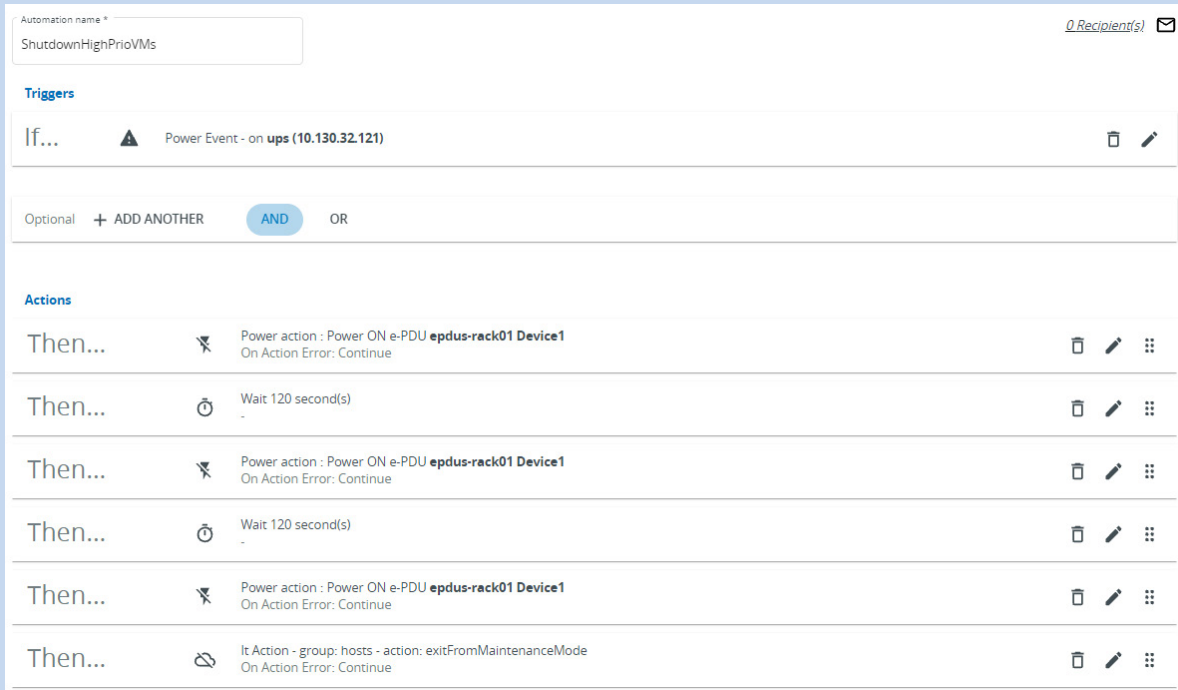 Automation name *
ShutdownHighPrioVMs
0 Recipient(s)
Triggers
If...
Power Event - on ups (10.130.32.121)
Optional + ADD ANOTHER AND OR
Actions
Then...
Power action : Power ON e-PDU epdus-rack01 Device1
On Action Error: Continue
Then...
Wait 120 second(s)
-
Then...
Power action : Power ON e-PDU epdus-rack01 Device1
On Action Error: Continue
Then...
Wait 120 second(s)
-
Then...
Power action : Power ON e-PDU epdus-rack01 Device1
On Action Error: Continue
Then...
It Action - group: hosts - action: exitFromMaintenanceMode
On Action Error: Continue